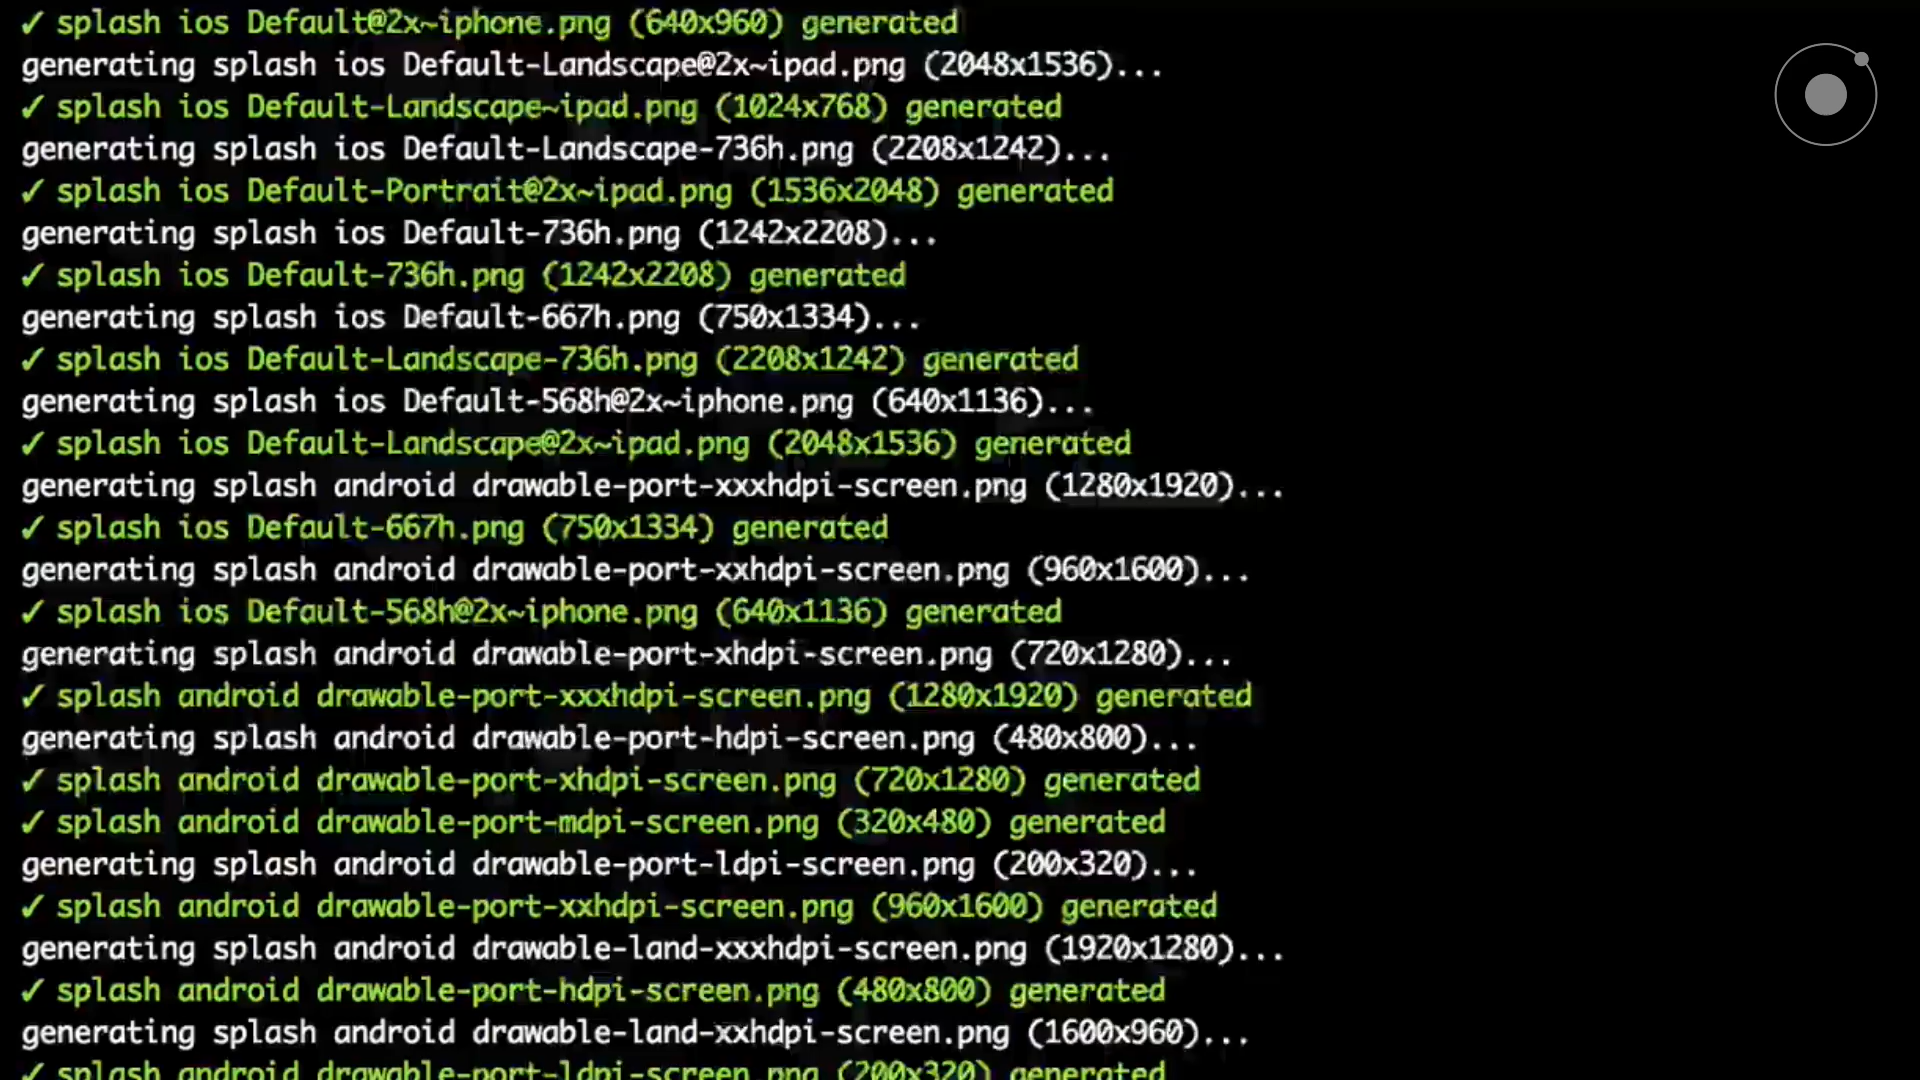 ✓ splash ios Default@2x~iphone.png (640x960) generated
generating splash ios Default-Landscape@2x~ipad.png (2048x1536)...
✓ splash ios Default-Landscape~ipad.png (1024x768) generated
generating splash ios Default-Landscape-736h.png (2208x1242)...
✓ splash ios Default-Portrait@2x~ipad.png (1536x2048) generated
generating splash ios Default-736h.png (1242x2208)...
✓ splash ios Default-736h.png (1242x2208) generated
generating splash ios Default-667h.png (750x1334)...
✓ splash ios Default-Landscape-736h.png (2208x1242) generated
generating splash ios Default-568h@2x~iphone.png (640x1136)...
✓ splash ios Default-Landscape@2x~ipad.png (2048x1536) generated
generating splash android drawable-port-xxxhdpi-screen.png (1280x1920)...
✓ splash ios Default-667h.png (750x1334) generated
generating splash android drawable-port-xxhdpi-screen.png (960x1600)...
✓ splash ios Default-568h@2x~iphone.png (640x1136) generated
generating splash android drawable-port-xhdpi-screen.png (720x1280)...
✓ splash android drawable-port-xxxhdpi-screen.png (1280x1920) generated
generating splash android drawable-port-hdpi-screen.png (480x800)...
✓ splash android drawable-port-xhdpi-screen.png (720x1280) generated
✓ splash android drawable-port-mdpi-screen.png (320x480) generated
generating splash android drawable-port-ldpi-screen.png (200x320)...
✓ splash android drawable-port-xxhdpi-screen.png (960x1600) generated
generating splash android drawable-land-xxxhdpi-screen.png (1920x1280)...
✓ splash android drawable-port-hdpi-screen.png (480x800) generated
generating splash android drawable-land-xxhdpi-screen.png (1600x960)...
✓ splash android drawable-port-ldpi-screen.png (200x320) generated